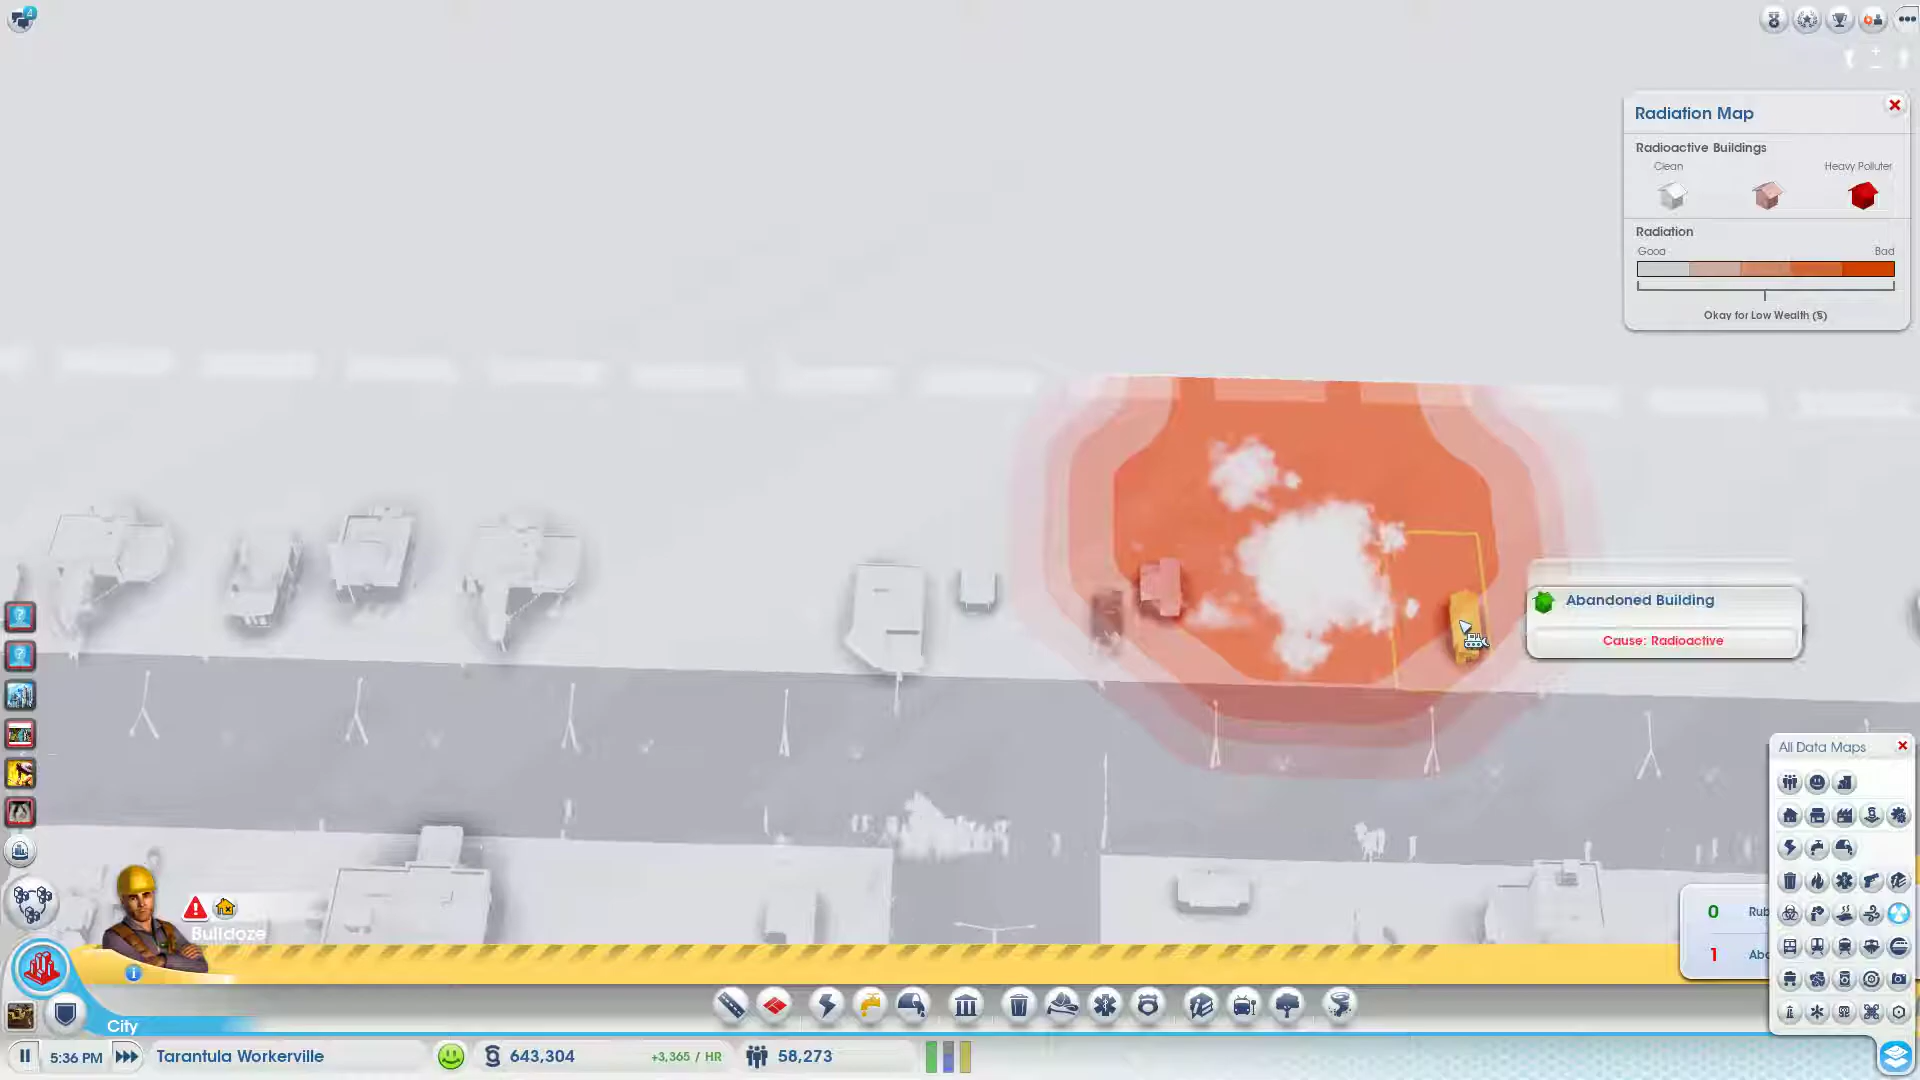 4
Radiation Map
Radioactive Buildings
Clean
Heavy Polluter
Radiation
Good
Bad
Okay for Low Wealth (§)
Abandoned Building
Cause: Radioactive
All Data Maps
0
1
Bulldoze
City
5:36 PM
Tarantula Workerville
643,304
+3,365 / HR
58,273